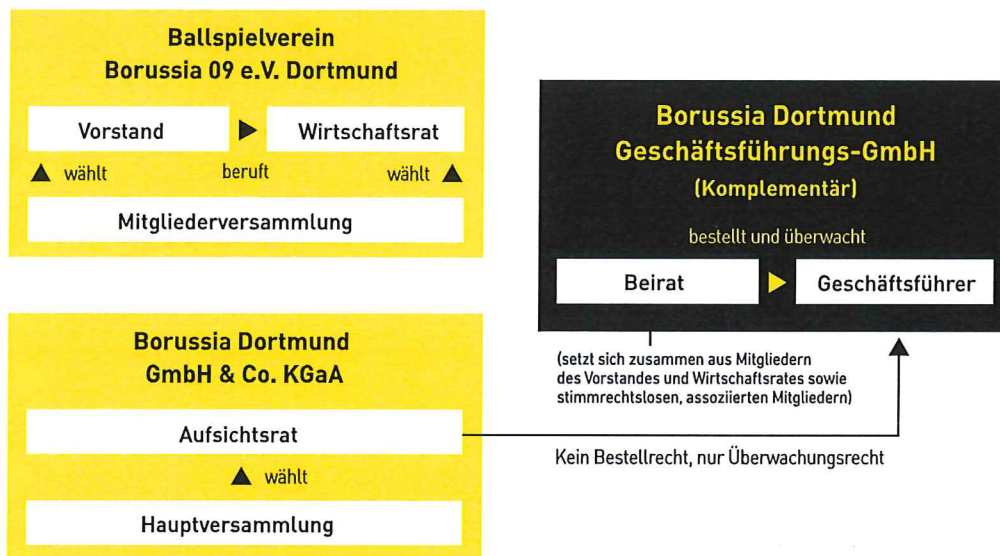 Ballspielverein
Borussia 09 e.V. Dortmund
Vorstand
Wirtschaftsrat
wählt
beruft
wählt
Mitgliederversammlung
Borussia Dortmund
Geschäftsführungs-GmbH
(Komplementär)
bestellt und überwacht
Beirat
Geschäftsführer
(setzt sich zusammen aus Mitgliedern
des Vorstandes und Wirtschaftsrates sowie
stimmrechtslosen, assoziierten Mitgliedern)
Borussia Dortmund
GmbH & Co. KGaA
Aufsichtsrat
Kein Bestellrecht, nur Überwachungsrecht
wählt
Hauptversammlung